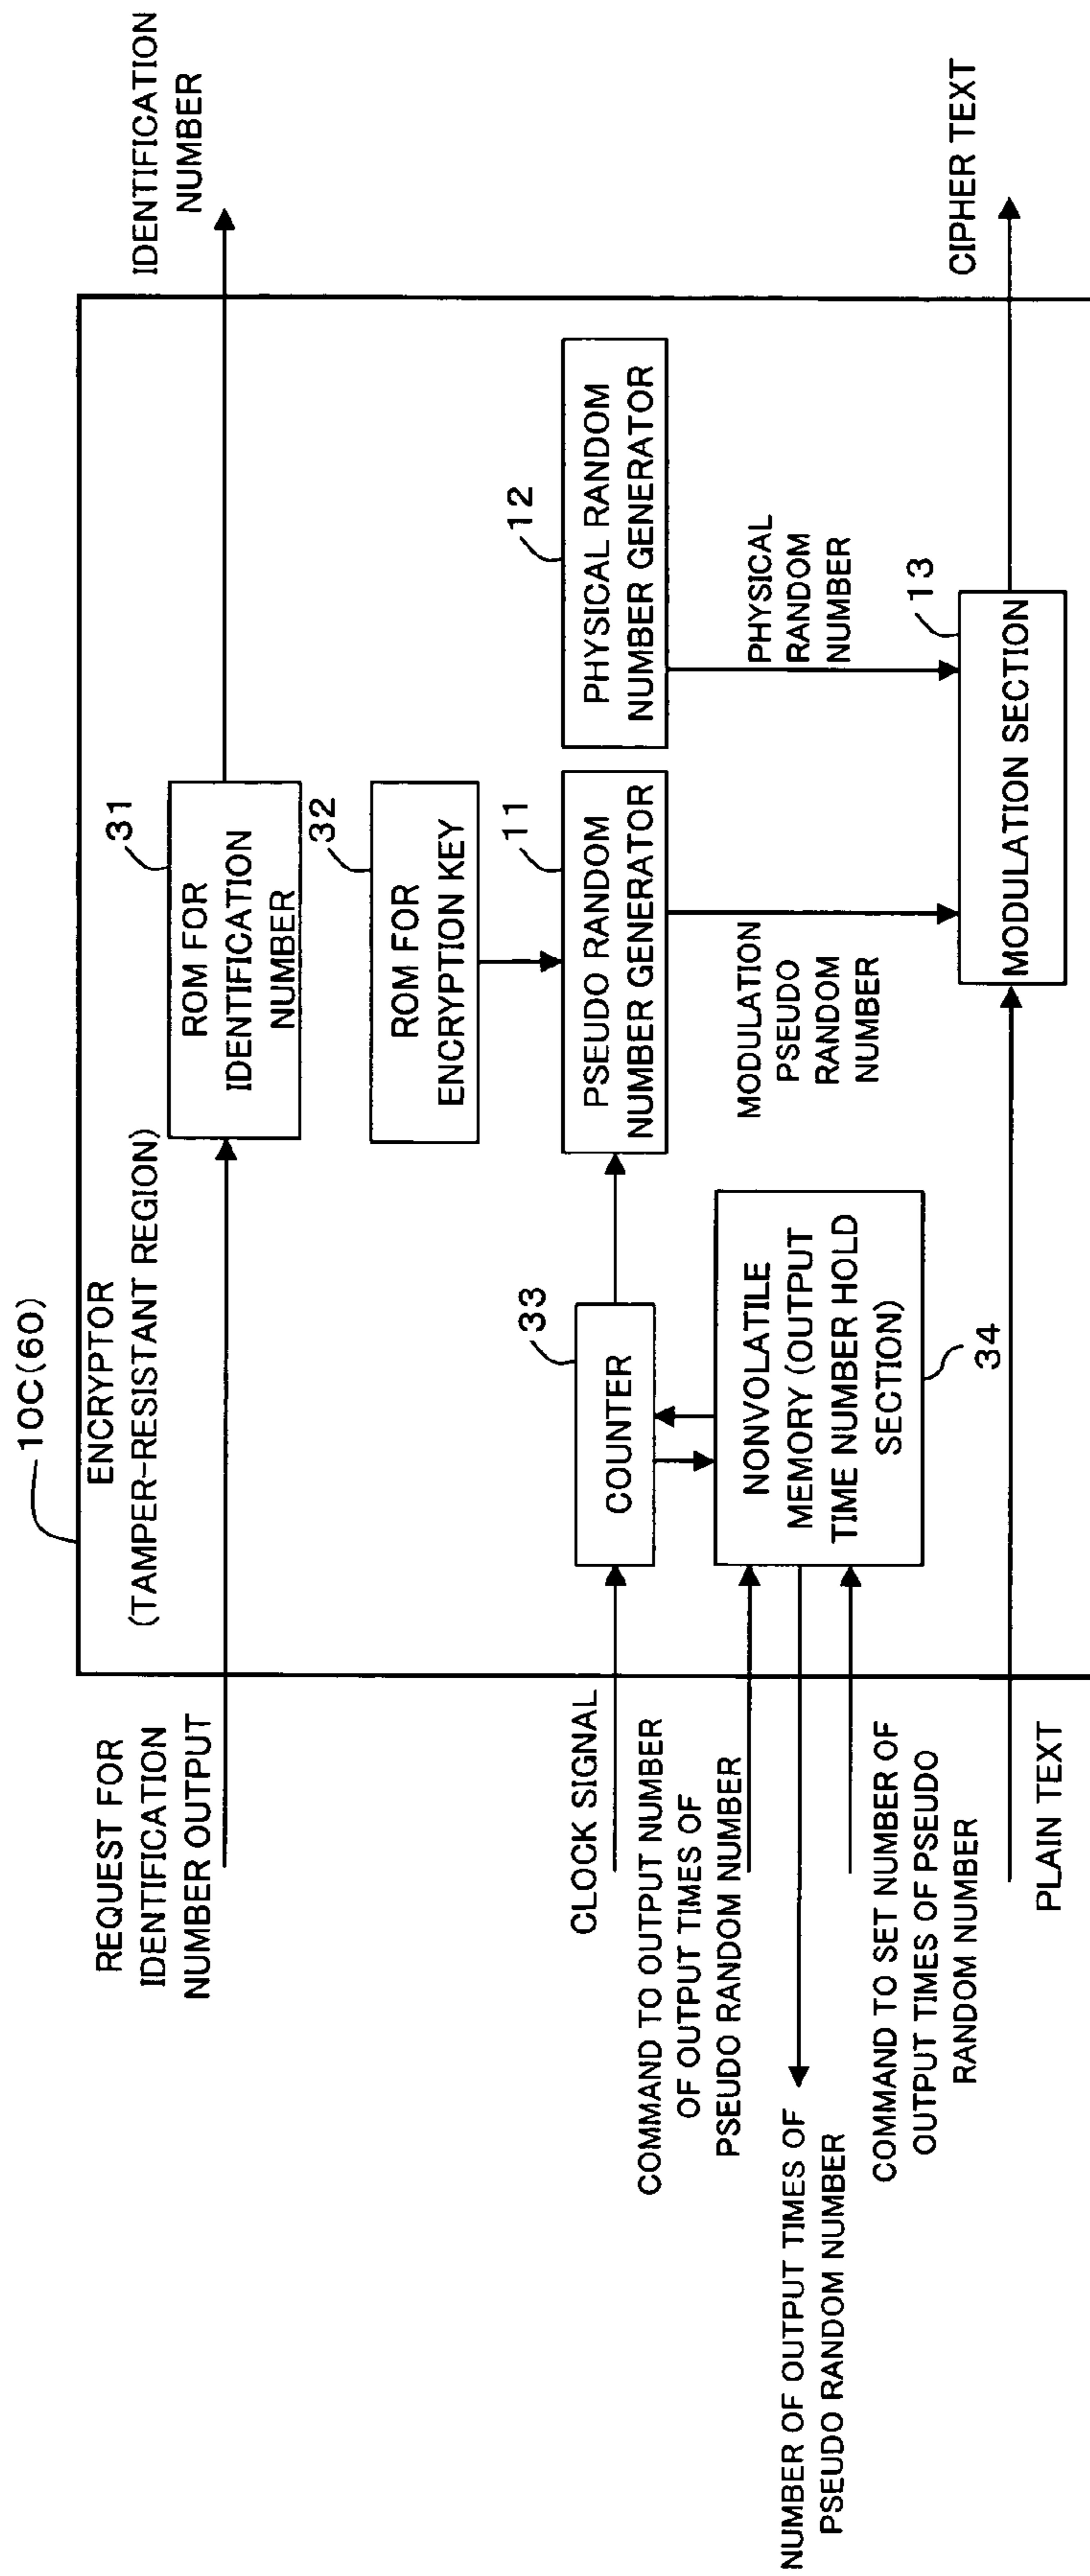 10C(60)
ENCRYPTOR
(TAMPER-RESISTANT REGION)
REQUEST FOR
IDENTIFICATION
NUMBER OUTPUT
31
ROM FOR
IDENTIFICATION
NUMBER
IDENTIFICATION
NUMBER
32
ROM FOR
ENCRYPTION KEY
CLOCK SIGNAL
33
COUNTER
11
PSEUDO RANDOM
NUMBER GENERATOR
12
PHYSICAL RANDOM
NUMBER GENERATOR
COMMAND TO OUTPUT NUMBER
OF OUTPUT TIMES OF
PSEUDO RANDOM NUMBER
NONVOLATILE
MEMORY (OUTPUT
TIME NUMBER HOLD
SECTION)
34
MODULATION
PSEUDO
RANDOM
NUMBER
PHYSICAL
RANDOM
NUMBER
NUMBER OF OUTPUT TIMES OF
PSEUDO RANDOM NUMBER
COMMAND TO SET NUMBER OF
OUTPUT TIMES OF PSEUDO
RANDOM NUMBER
13
MODULATION SECTION
PLAIN TEXT
CIPHER TEXT